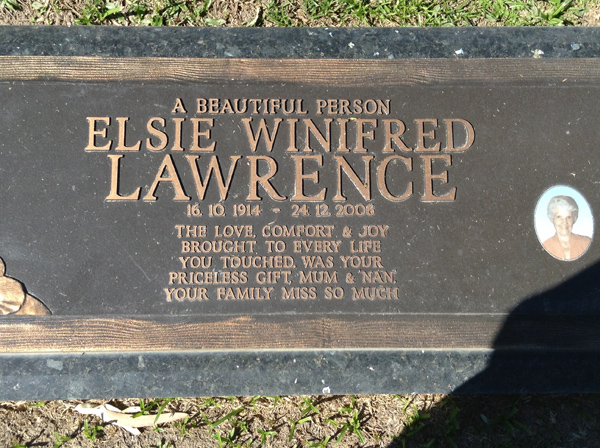 A BEAUTIFUL PERSON
ELSIE WINIFRED
LAWRENCE
16. 10. 1914 - 24. 12. 2008
THE LOVE, COMFORT & JOY
BROUGHT TO EVERY LIFE
YOU TOUCHED, WAS YOUR
PRICELESS GIFT, MUM & NAN,
YOUR FAMILY MISS SO MUCH